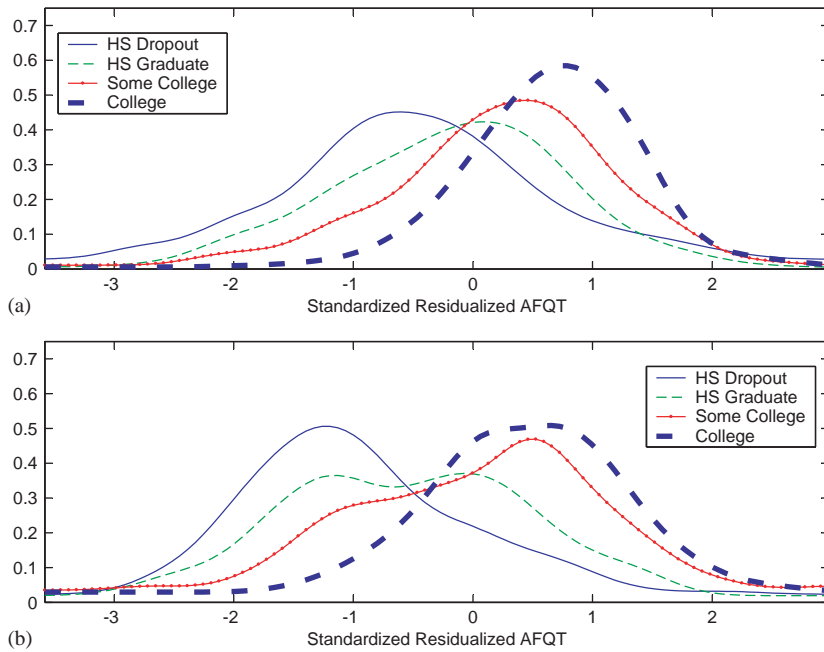 0.7
0.6
0.5
0.4
0.3
0.2
0.1
0
HS Dropout
HS Graduate
Some College
College
-3 -2 -1 0 1 2
(a) Standardized Residualized AFQT
0.7
0.6
0.5
0.4
0.3
0.2
0.1
0
HS Dropout
HS Graduate
Some College
College
-3 -2 -1 0 1 2
(b) Standardized Residualized AFQT